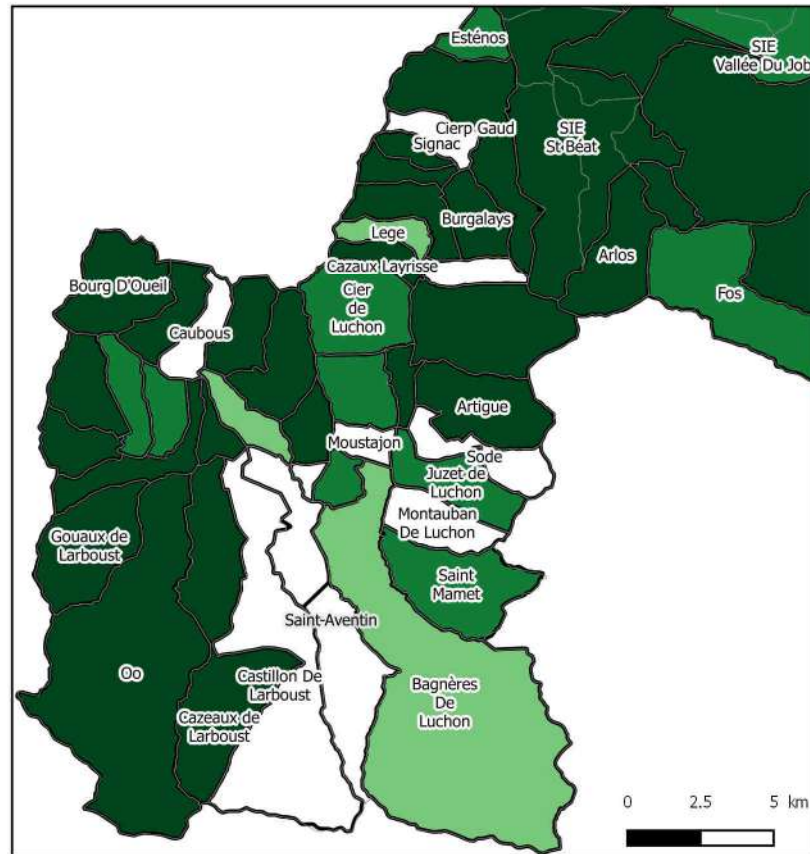 Esténos
SIE
Vallée Du Job
Cierp Gaud
Signac
SIE
St Béat
Burgalays
Lege
Arlos
Cazaux Layrisse
Bourg D'Oueil
Cier
de
Luchon
Fos
Caubous
Artigue
Moustajon
Sode
Juzet de
Luchon
Montauban
De Luchon
Gouaux de
Larboust
Saint
Mamet
Saint-Aventin
Oo
Castillon De
Larboust
Bagnères
De
Luchon
Cazeaux de
Larboust
0 2.5 5 km